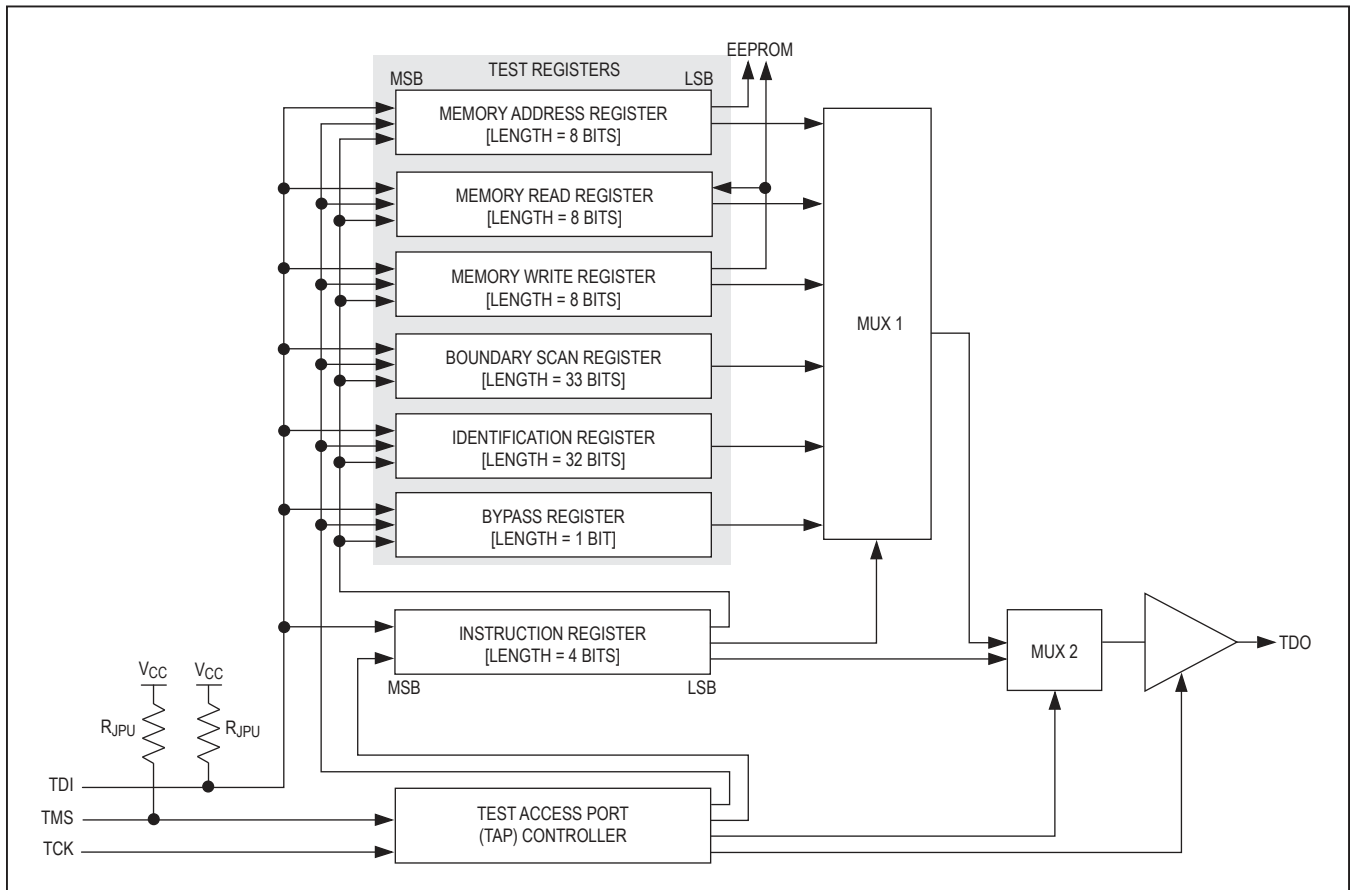 EEPROM
TEST REGISTERS
MSB
LSB
MEMORY ADDRESS REGISTER
[LENGTH = 8 BITS]
MEMORY READ REGISTER
[LENGTH = 8 BITS]
MEMORY WRITE REGISTER
[LENGTH = 8 BITS]
MUX 1
BOUNDARY SCAN REGISTER
[LENGTH = 33 BITS]
IDENTIFICATION REGISTER
[LENGTH = 32 BITS]
BYPASS REGISTER
[LENGTH = 1 BIT]
INSTRUCTION REGISTER
[LENGTH = 4 BITS]
MSB
LSB
MUX 2
TDO
VCC
VCC
RJPU
RJPU
TDI
TMS
TCK
TEST ACCESS PORT
(TAP) CONTROLLER